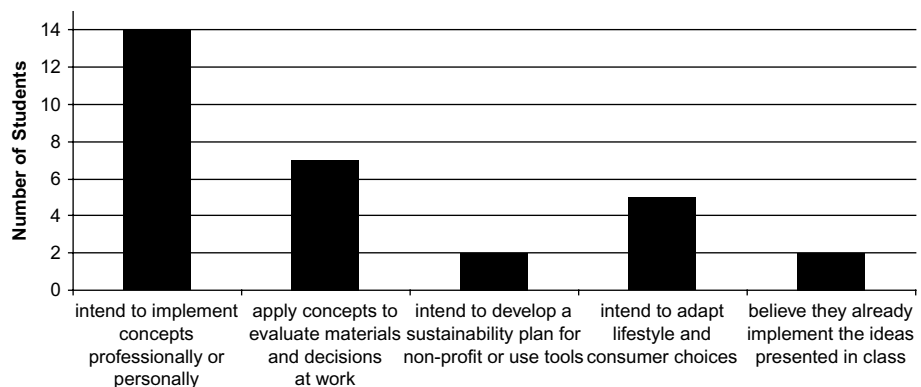 Number of Students
14
12
10
8
6
4
2
0
intend to implement
concepts
professionally or
personally
apply concepts to
evaluate materials
and decisions
at work
intend to develop a
sustainability plan for
non-profit or use tools
intend to adapt
lifestyle and
consumer choices
believe they already
implement the ideas
presented in class